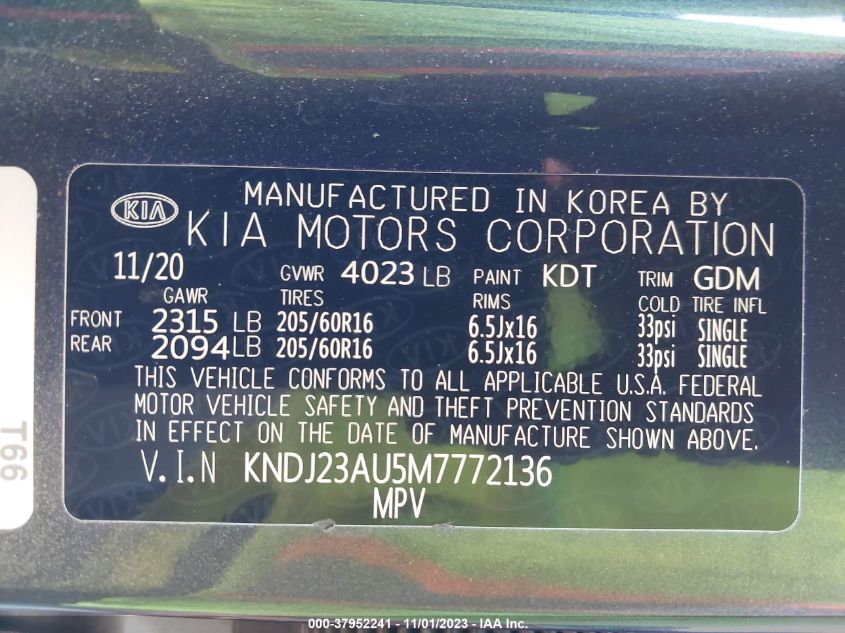 MANUFACTURED IN KOREA BY
KIA KIA MOTORS CORPORATION
11/20 GVWR 4023 LB PAINT KDT TRIM GDM
GAWR TIRES RIMS COLD TIRE INFL
FRONT 2315 LB 205/60R16 6.5Jx16 33psi SINGLE
REAR 2094 LB 205/60R16 6.5Jx16 33psi SINGLE
THIS VEHICLE CONFORMS TO ALL APPLICABLE U.S.A. FEDERAL
MOTOR VEHICLE SAFETY AND THEFT PREVENTION STANDARDS
IN EFFECT ON THE DATE OF MANUFACTURE SHOWN ABOVE.
V.I.N KNDJ23AU5M7772136
MPV
T66
000-37952241 - 11/01/2023 - IAA Inc.